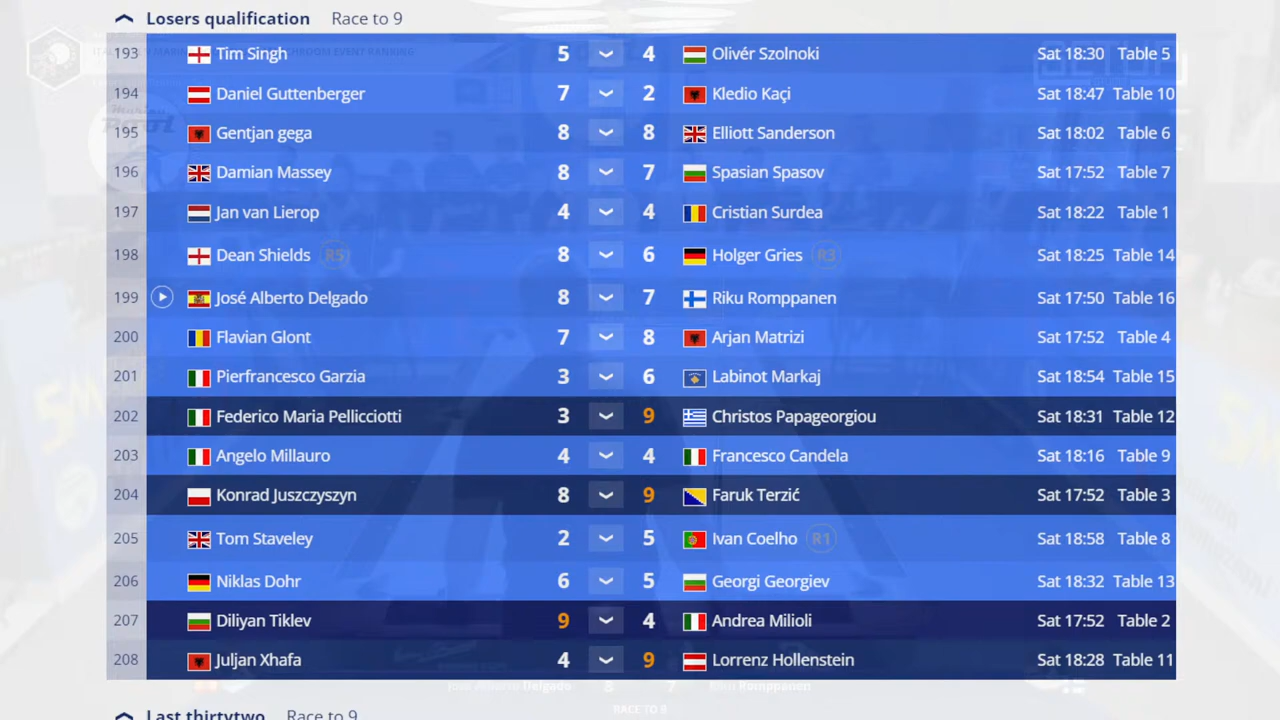 Losers qualification Race to 9
193 Tim Singh 5 4 Olivér Szolnoki Sat 18:30 Table 5
194 Daniel Guttenberger 7 2 Kledio Kaçi Sat 18:47 Table 10
195 Gentjan gega 8 8 Elliott Sanderson Sat 18:02 Table 6
196 Damian Massey 8 7 Spasian Spasov Sat 17:52 Table 7
197 Jan van Lierop 4 4 Cristian Surdea Sat 18:22 Table 1
198 Dean Shields R5 8 6 Holger Gries R3 Sat 18:25 Table 14
199 José Alberto Delgado 8 7 Riku Romppanen Sat 17:50 Table 16
200 Flavian Glont 7 8 Arjan Matrizi Sat 17:52 Table 4
201 Pierfrancesco Garzia 3 6 Labinot Markaj Sat 18:54 Table 15
202 Federico Maria Pellicciotti 3 9 Christos Papageorgiou Sat 18:31 Table 12
203 Angelo Millauro 4 4 Francesco Candela Sat 18:16 Table 9
204 Konrad Juszczyszyn 8 9 Faruk Terzić Sat 17:52 Table 3
205 Tom Staveley 2 5 Ivan Coelho R1 Sat 18:58 Table 8
206 Niklas Dohr 6 5 Georgi Georgiev Sat 18:32 Table 13
207 Diliyan Tiklev 9 4 Andrea Milioli Sat 17:52 Table 2
208 Juljan Xhafa 4 9 Lorrenz Hollenstein Sat 18:28 Table 11
José Alberto Delgado 8 7 Riku Romppanen
RACE TO 9
Last thirtytwo Race to 9